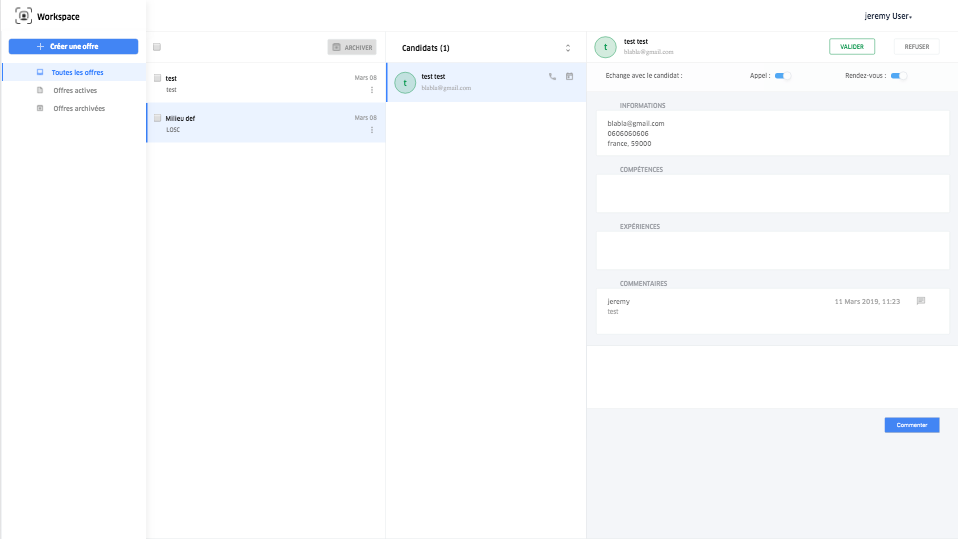 Workspace
jeremy User
Créer une offre
Toutes les offres
Offres actives
Offres archivées
ARCHIVER
test
Mars 08
test
Milieu def
Mars 08
LOSC
Candidats (1)
t
test test
blabla@gmail.com
t
test test
blabla@gmail.com
VALIDER
REFUSER
Echange avec le candidat :
Appel :
Rendez-vous :
INFORMATIONS
blabla@gmail.com
0606060606
france, 59000
COMPÉTENCES
EXPÉRIENCES
COMMENTAIRES
jeremy
11 Mars 2019, 11:23
test
Commenter